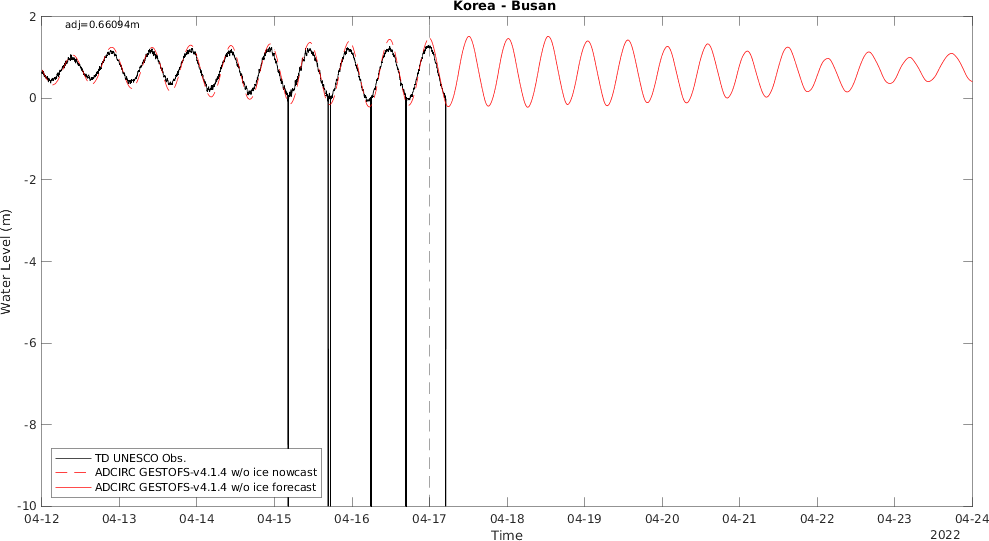 Korea - Busan
adj=0.66094m
2
0
-2
-4
-6
-8
-10
Water Level (m)
TD UNESCO Obs.
ADCIRC GESTOFS-v4.1.4 w/o ice nowcast
ADCIRC GESTOFS-v4.1.4 w/o ice forecast
04-12 04-13 04-14 04-15 04-16 04-17 04-18 04-19 04-20 04-21 04-22 04-23 04-24
Time
2022